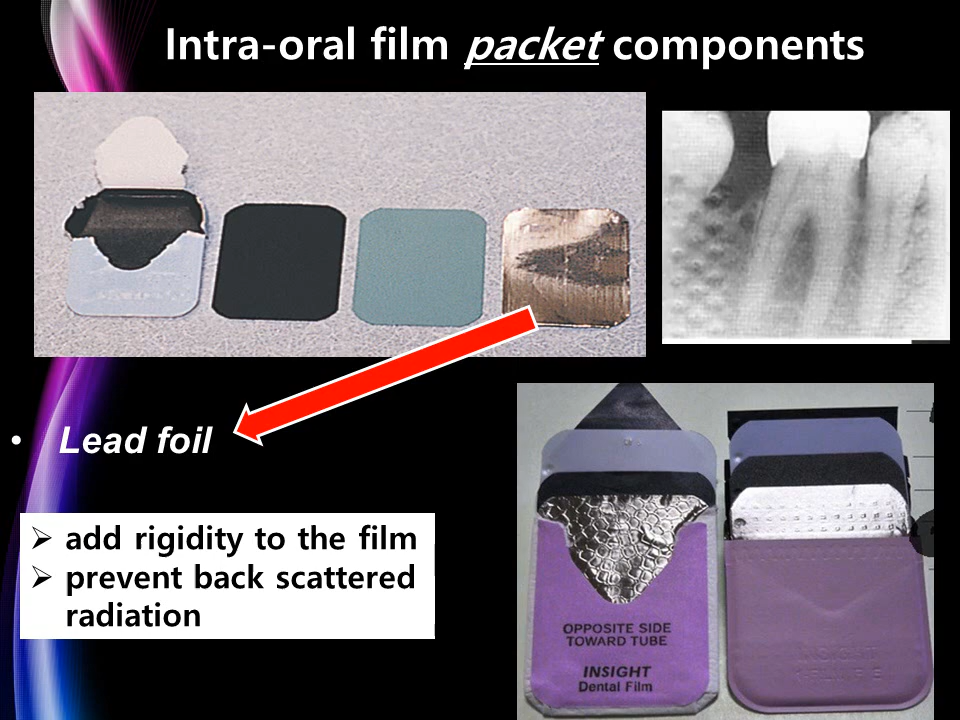 Intra-oral film packet components
• Lead foil
➢ add rigidity to the film
➢ prevent back scattered
radiation
OPPOSITE SIDE
TOWARD TUBE
INSIGHT
Dental Film